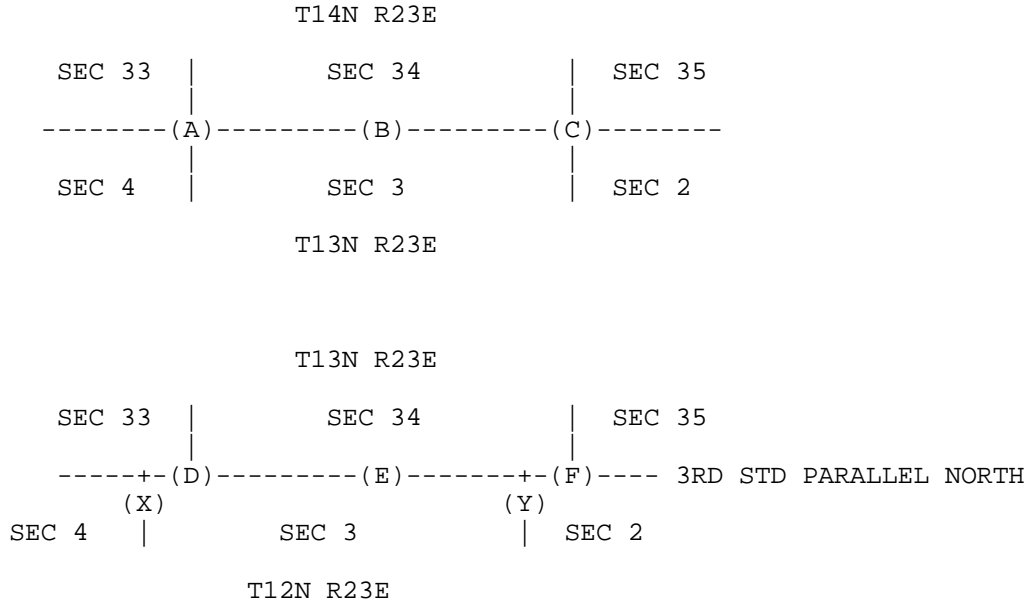 T14N R23E
SEC 33 | SEC 34 | SEC 35
| |
--------(A)---------(B)---------(C)--------
| |
SEC 4 | SEC 3 | SEC 2
T13N R23E
T13N R23E
SEC 33 | SEC 34 | SEC 35
| |
-----+-(D)---------(E)-------+-(F)---- 3RD STD PARALLEL NORTH
(X) (Y)
SEC 4 | SEC 3 | SEC 2
T12N R23E